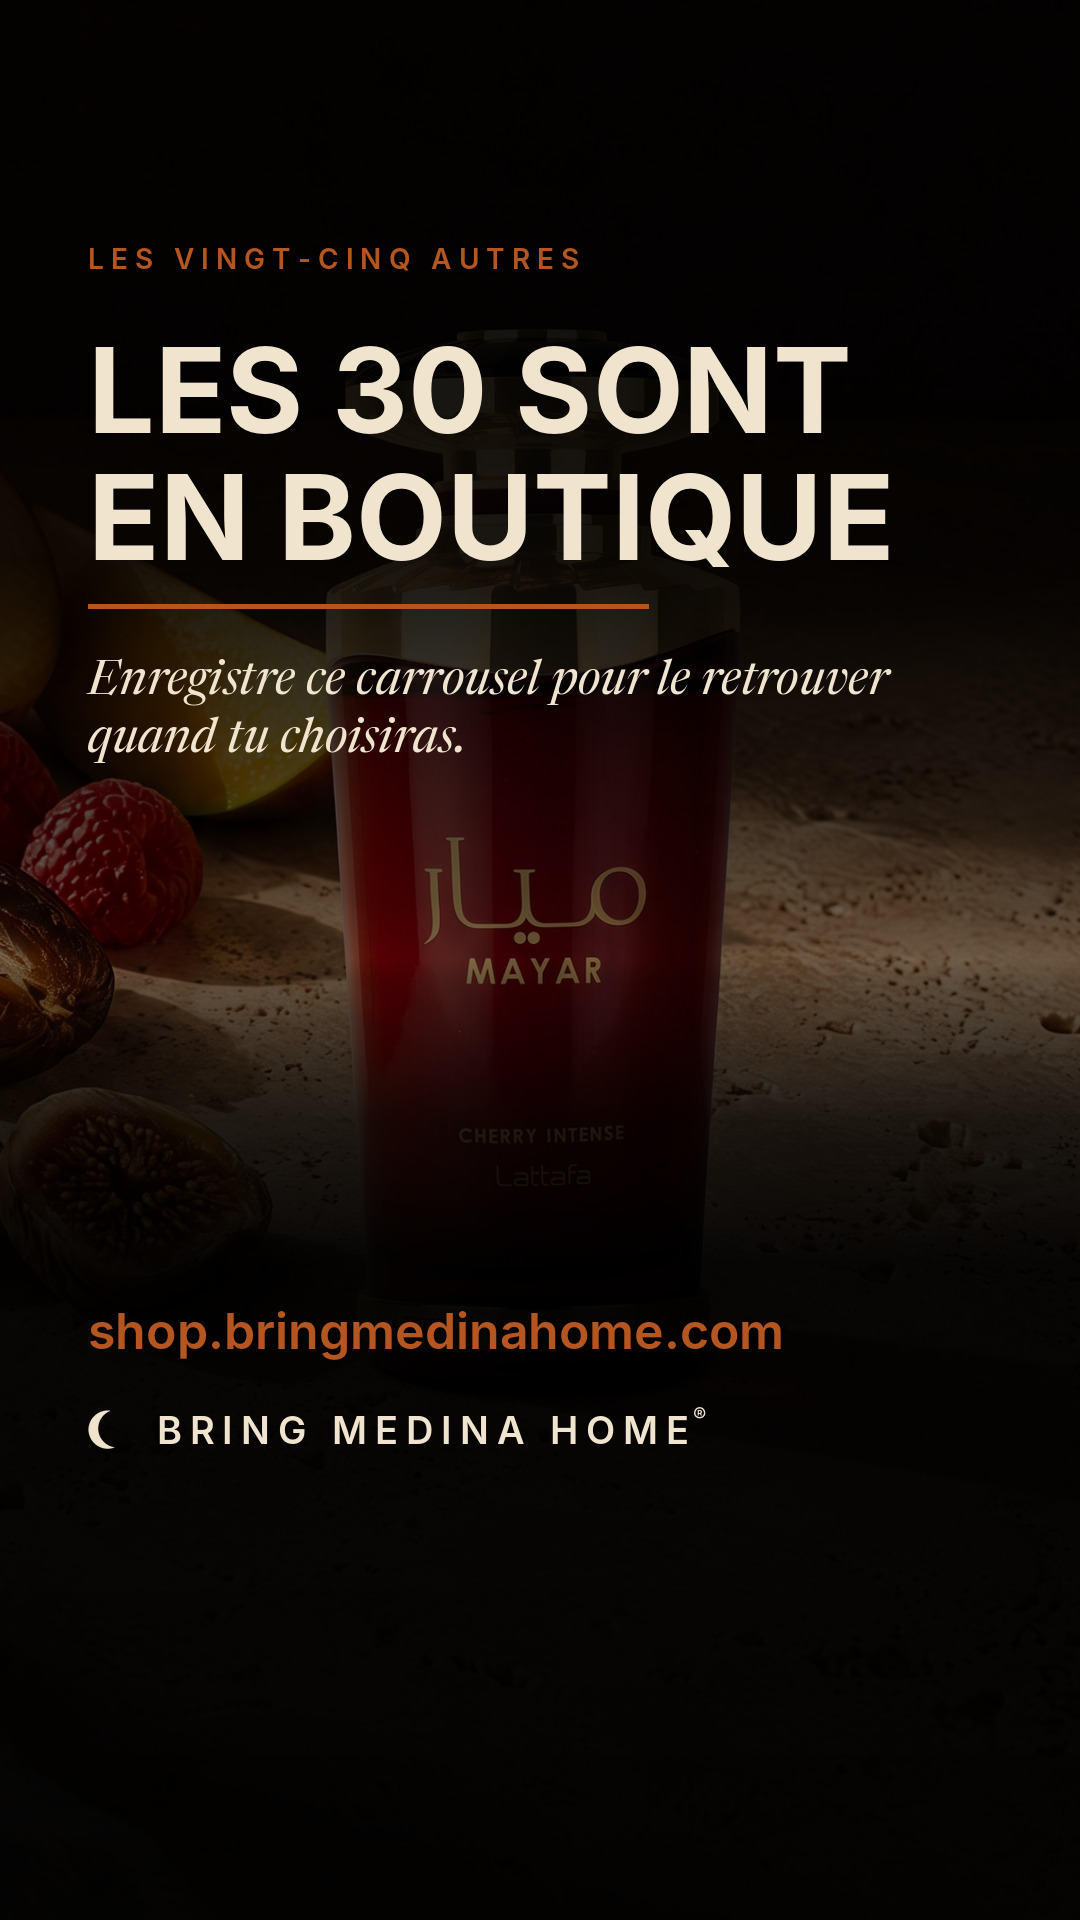 LES VINGT-CINQ AUTRES
LES 30 SONT
EN BOUTIQUE
Enregistre ce carrousel pour le retrouver
quand tu choisiras.
ميار
MAYAR
CHERRY INTENSE
Lattafa
shop.bringmedinahome.com
BRING MEDINA HOME®